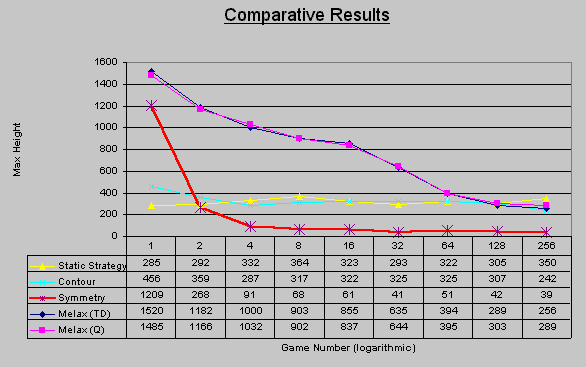 Comparative Results
Max Height
1600
1400
1200
1000
800
600
400
200
0
1 2 4 8 16 32 64 128 256
Static Strategy 285 292 332 364 323 293 322 305 350
Contour 456 359 287 317 322 325 325 307 242
Symmetry 1209 268 91 68 61 41 51 42 39
Melax (TD) 1520 1182 1000 903 855 635 394 289 256
Melax (Q) 1485 1166 1032 902 837 644 395 303 289
Game Number (logarithmic)